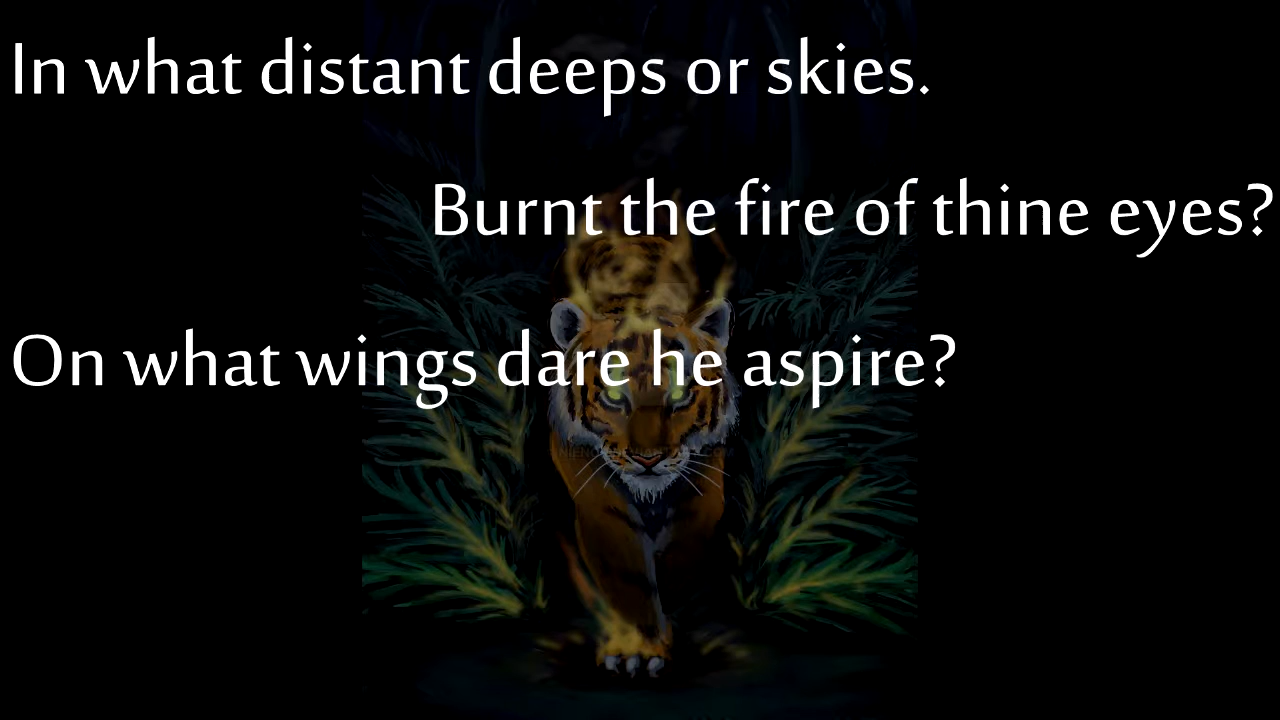 In what distant deeps or skies.
Burnt the fire of thine eyes?
On what wings dare he aspire?